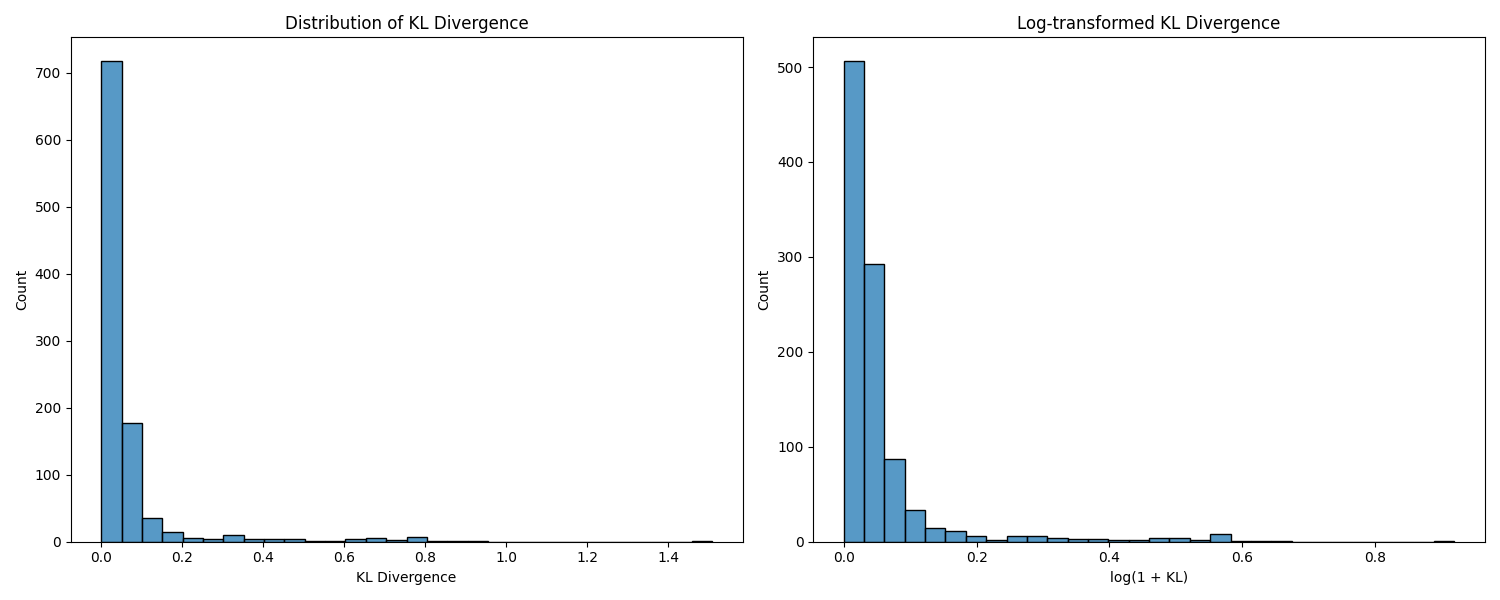 Distribution of KL Divergence
700
600
500
400
300
200
100
0
Count
0.0 0.2 0.4 0.6 0.8 1.0 1.2 1.4
KL Divergence
Log-transformed KL Divergence
500
400
300
200
100
0
Count
0.0 0.2 0.4 0.6 0.8
log(1 + KL)